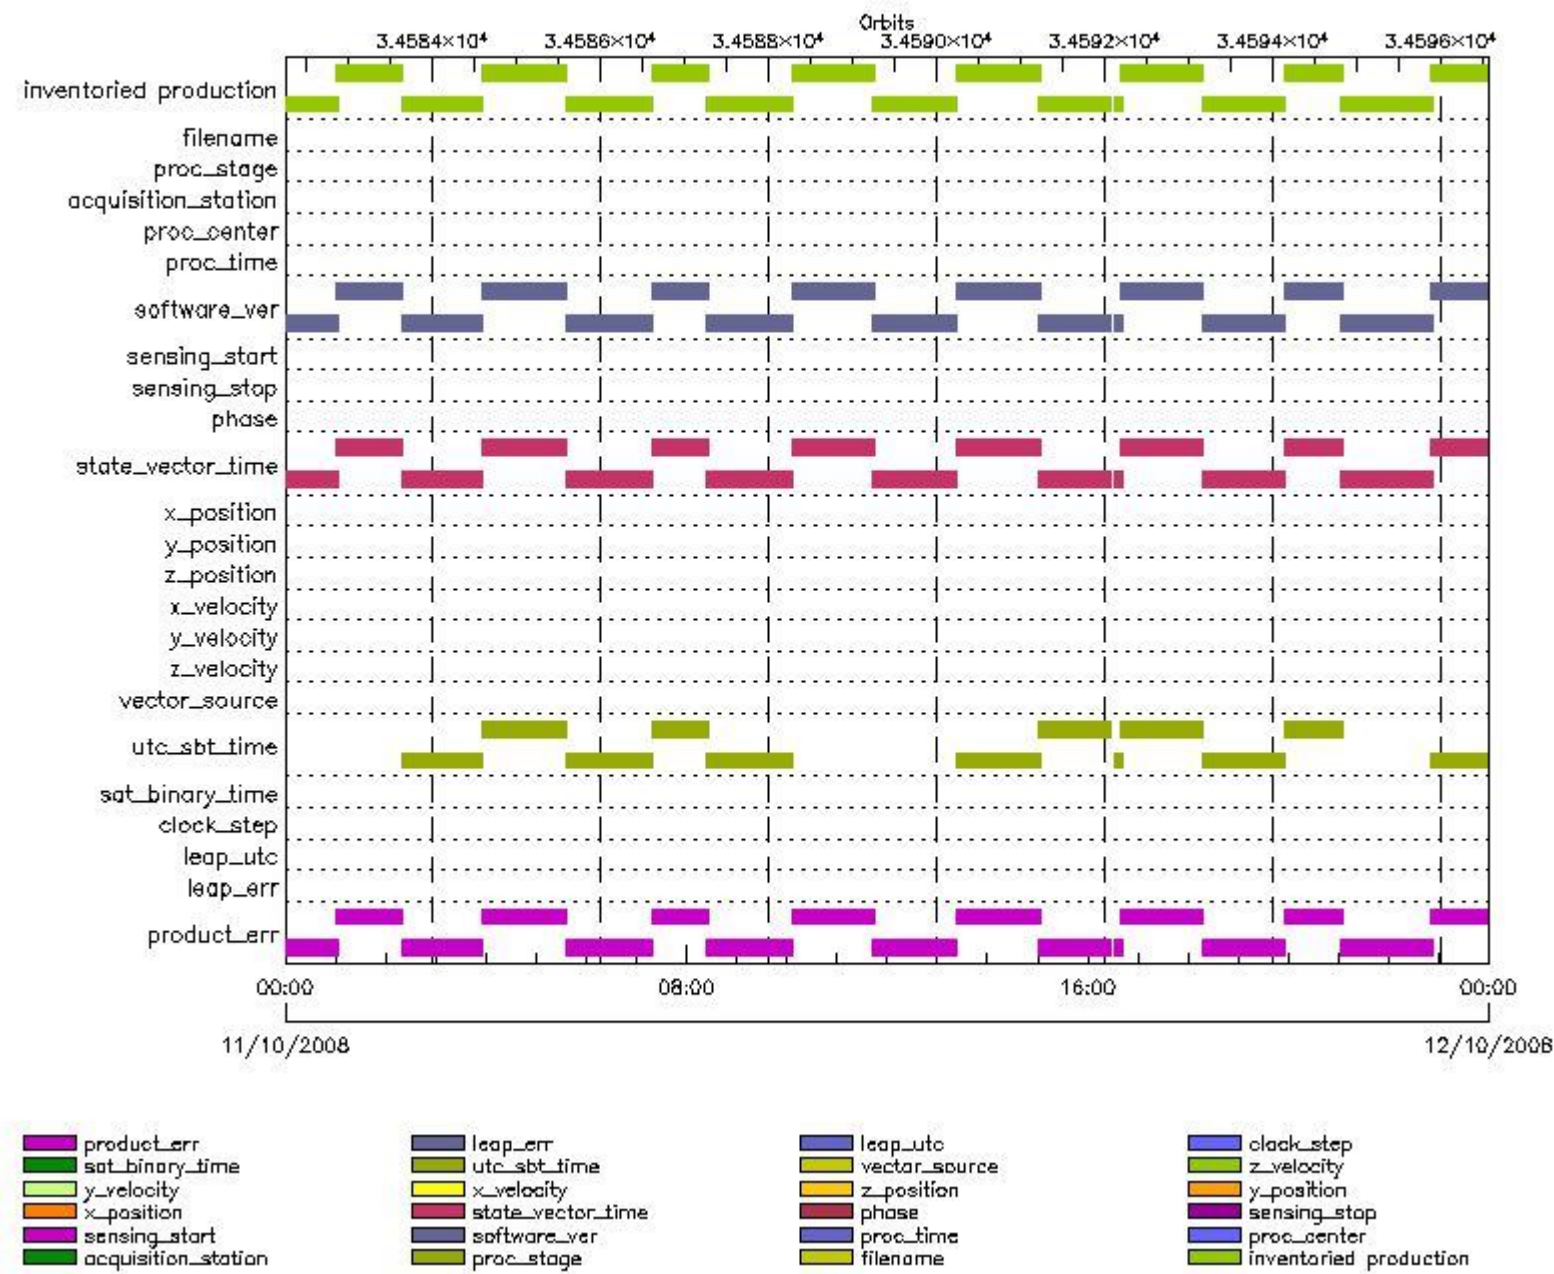 Orbits
3.4584×10⁴ 3.4586×10⁴ 3.4588×10⁴ 3.4590×10⁴ 3.4592×10⁴ 3.4594×10⁴ 3.4596×10⁴
inventoried production
filename
proc_stage
acquisition_station
proc_center
proc_time
software_ver
sensing_start
sensing_stop
phase
state_vector_time
x_position
y_position
z_position
x_velocity
y_velocity
z_velocity
vector_source
utc_sbt_time
sat_binary_time
clock_step
leap_utc
leap_err
product_err
00:00 08:00 16:00 00:00
11/10/2008 12/10/2008
product_err leap_err leap_utc clock_step
sat_binary_time utc_sbt_time vector_source z_velocity
y_velocity x_velocity z_position y_position
x_position state_vector_time phase sensing_stop
sensing_start software_ver proc_time proc_center
acquisition_station proc_stage filename inventoried production